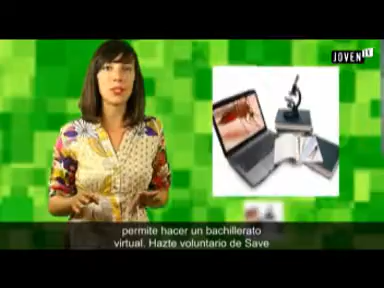 JOVEN TV
permite hacer un bachillerato
virtual. Hazte voluntario de Save